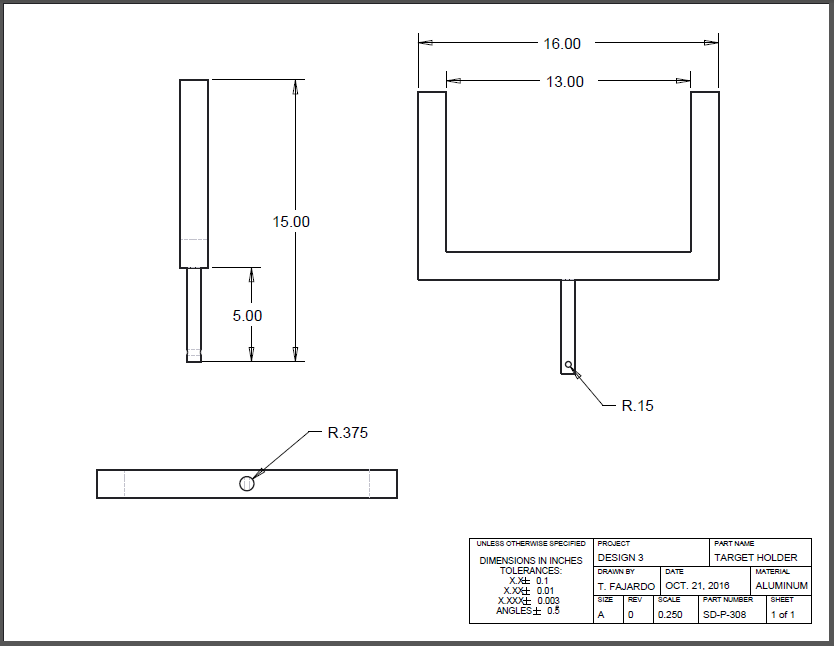 16.00
13.00
15.00
5.00
R.15
R.375
UNLESS OTHERWISE SPECIFIED
DIMENSIONS IN INCHES
TOLERANCES:
X.X± 0.1
X.XX± 0.01
X.XXX± 0.003
ANGLES± 0.5
PROJECT
DESIGN 3
PART NAME
TARGET HOLDER
DRAWN BY
T. FAJARDO
DATE
OCT. 21, 2016
MATERIAL
ALUMINUM
SIZE
A
REV
0
SCALE
0.250
PART NUMBER
SD-P-308
SHEET
1 of 1